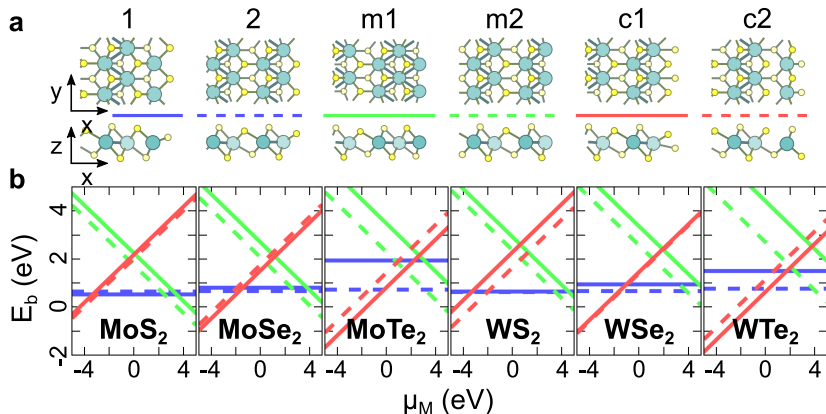 a
1 2 m1 m2 c1 c2
y
x
z
x
b
E_b (eV)
4
2
0
-2
MoS₂ MoSe₂ MoTe₂ WS₂ WSe₂ WTe₂
-4 0 4 -4 0 4 -4 0 4 -4 0 4 -4 0 4 -4 0 4
μ_M (eV)